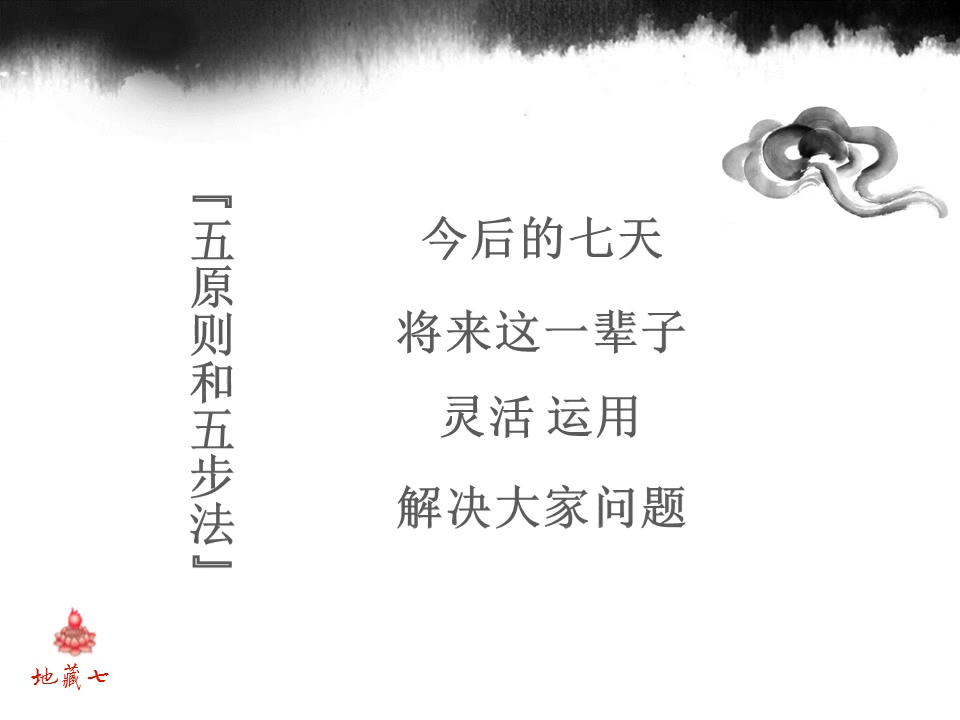 『五原则和五步法』
今后的七天
将来这一辈子
灵活 运用
解决大家问题
地藏七